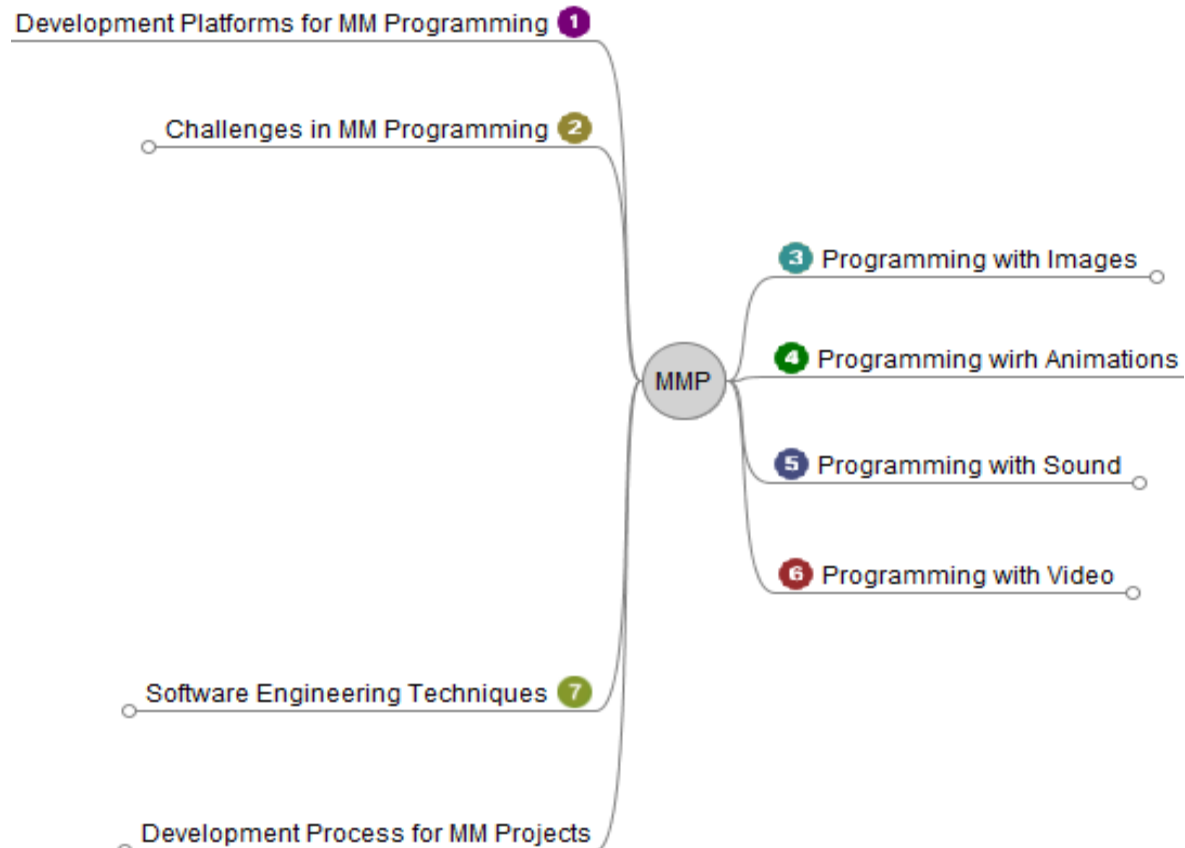 Development Platforms for MM Programming 1
Challenges in MM Programming 2
3 Programming with Images
4 Programming wirh Animations
MMP
5 Programming with Sound
6 Programming with Video
Software Engineering Techniques 7
Development Process for MM Projects